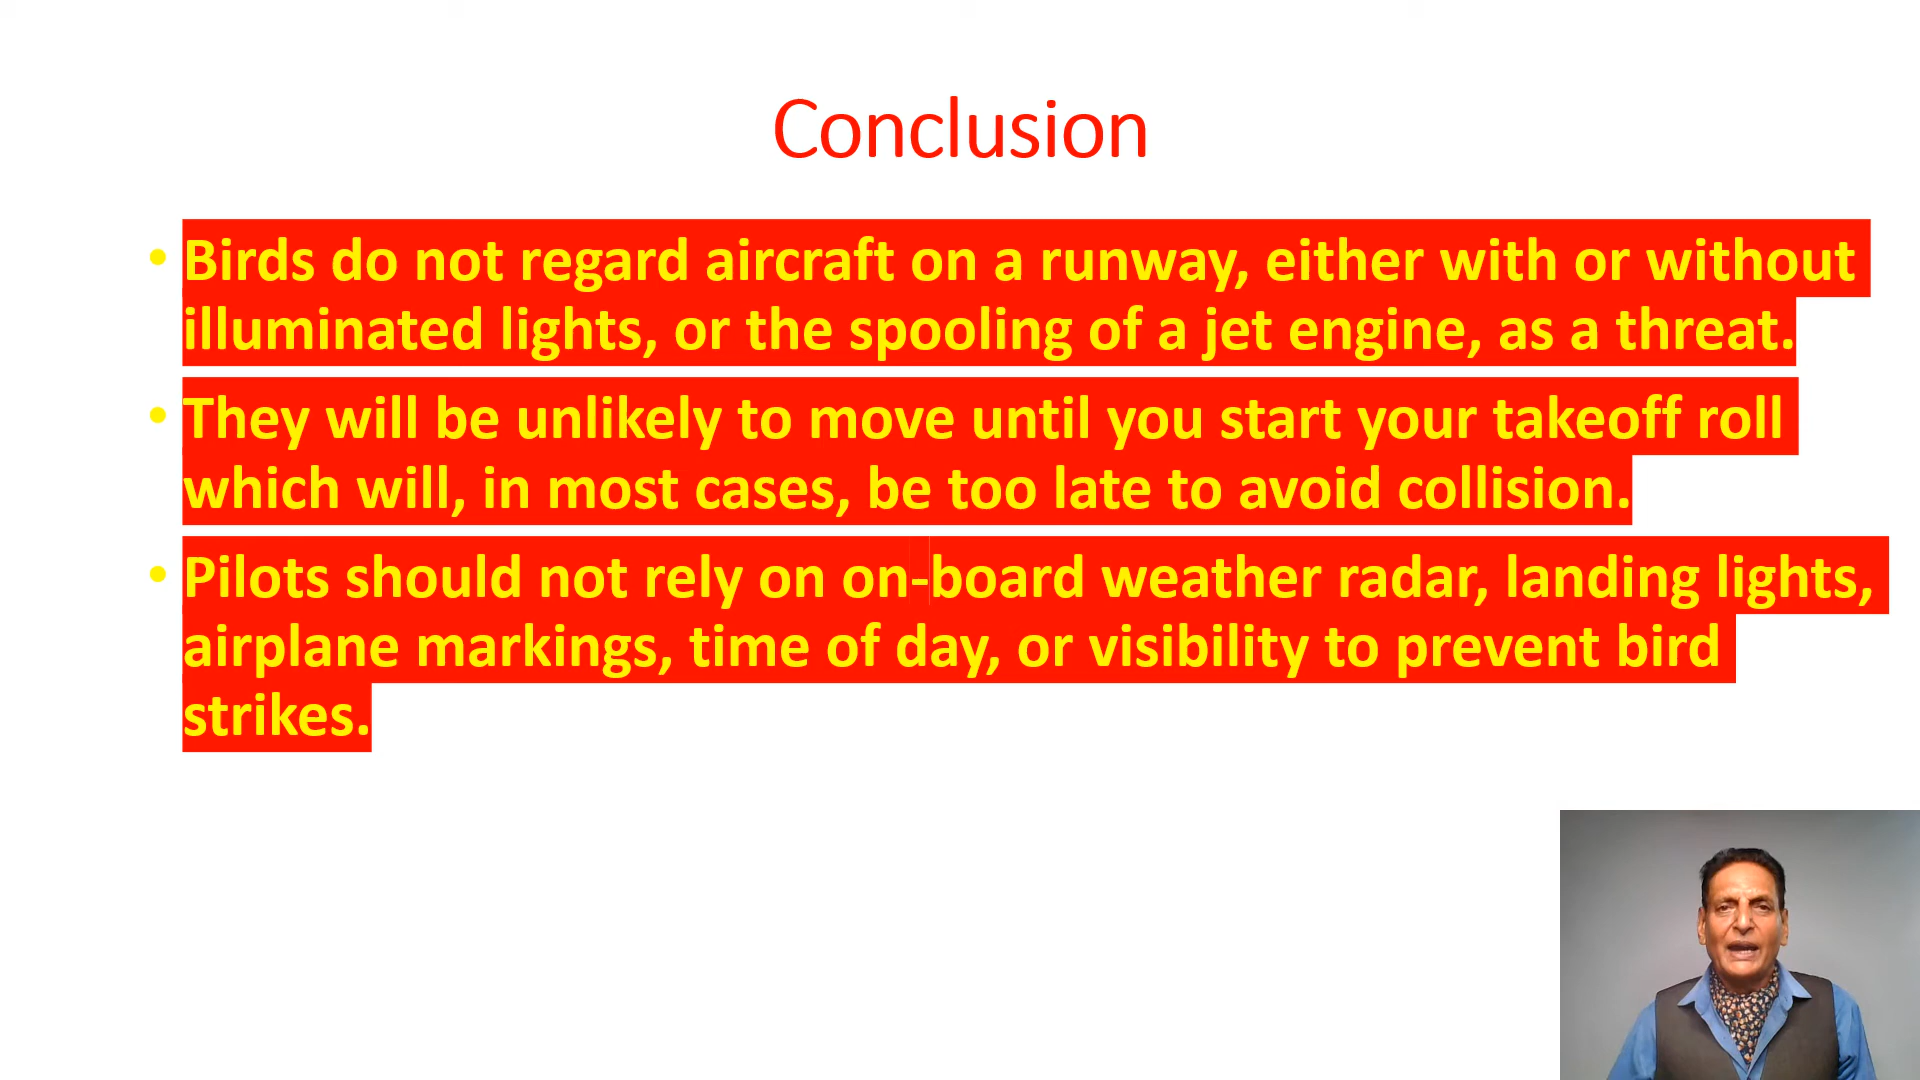 Conclusion
• Birds do not regard aircraft on a runway, either with or without
illuminated lights, or the spooling of a jet engine, as a threat.
• They will be unlikely to move until you start your takeoff roll
which will, in most cases, be too late to avoid collision.
• Pilots should not rely on on-board weather radar, landing lights,
airplane markings, time of day, or visibility to prevent bird
strikes.